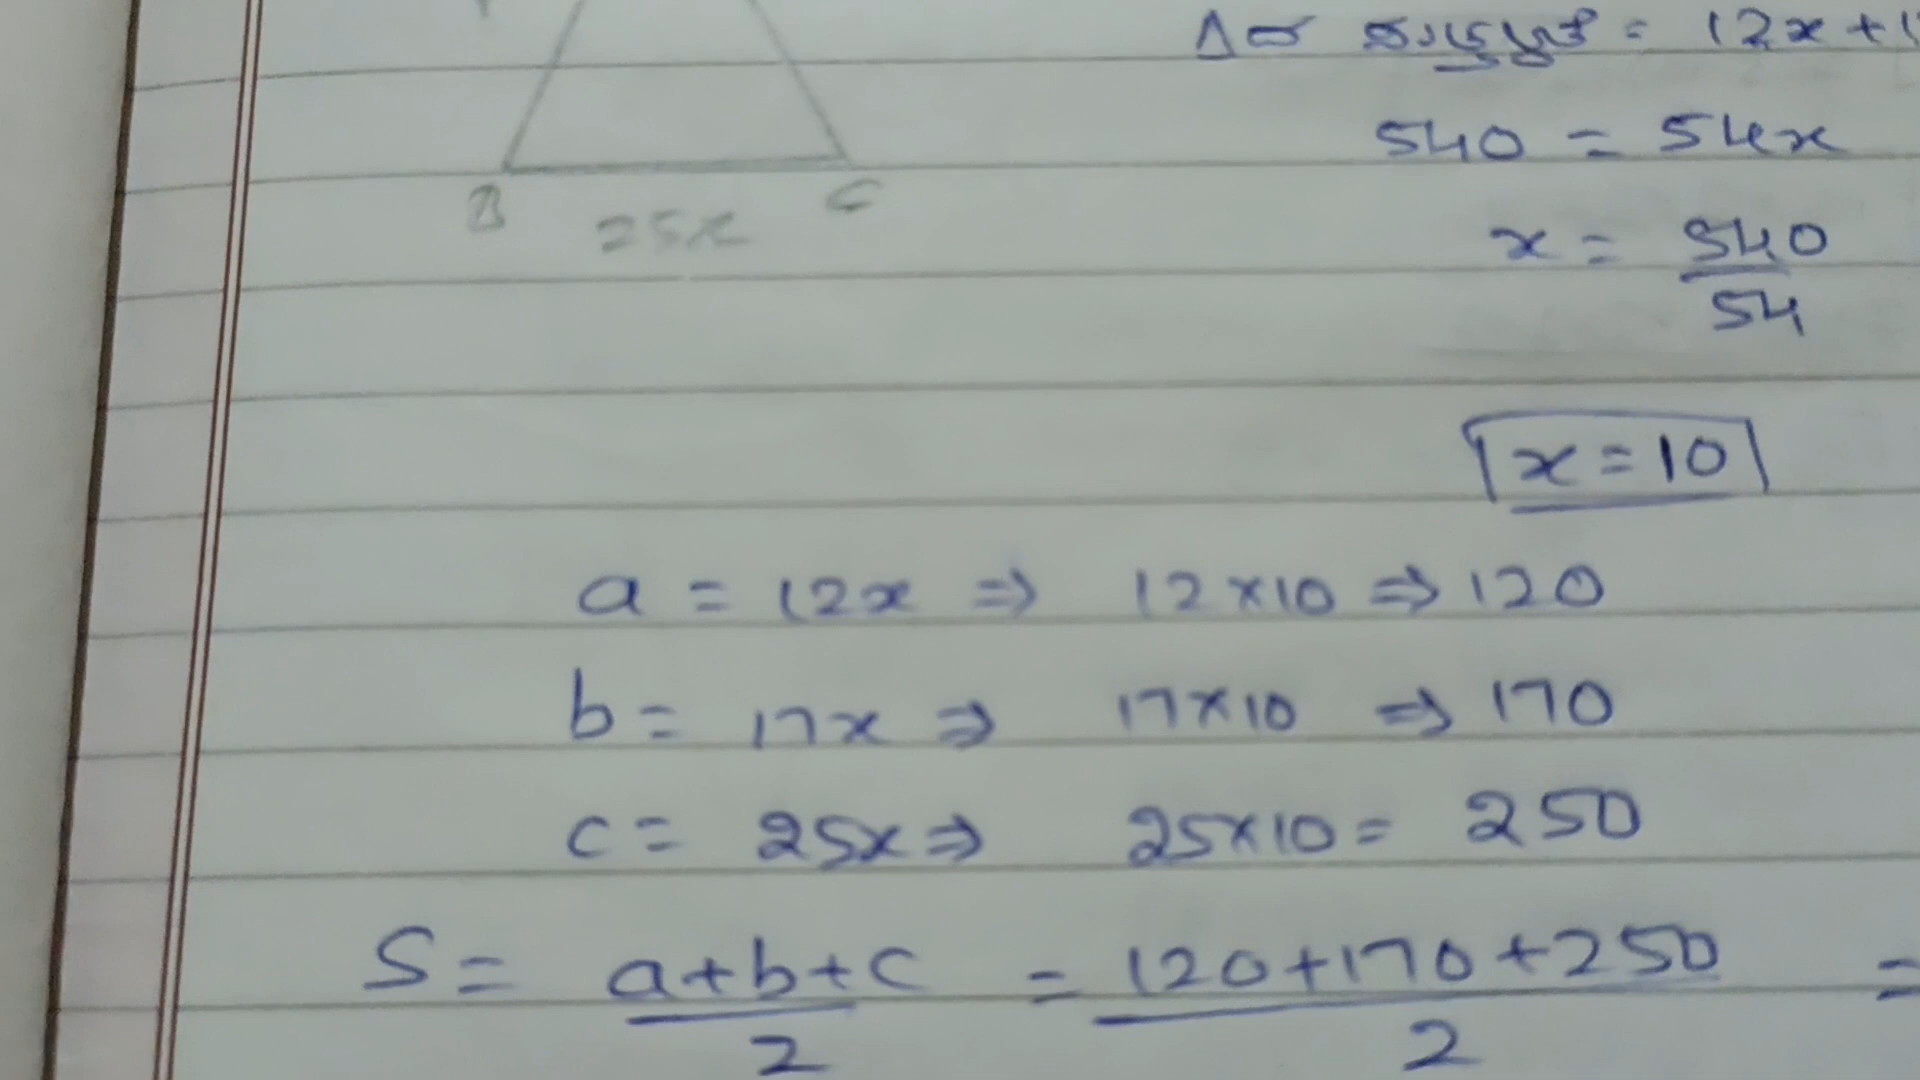 Δದ ಸುತ್ತಳತೆ = 12x +
540 = 54x
B 25x C
x = 540
54
x = 10
a = 12x ⇒ 12×10 ⇒ 120
b = 17x ⇒ 17×10 ⇒ 170
c = 25x ⇒ 25×10 = 250
S = a+b+c = 120+170+250 =
2 2